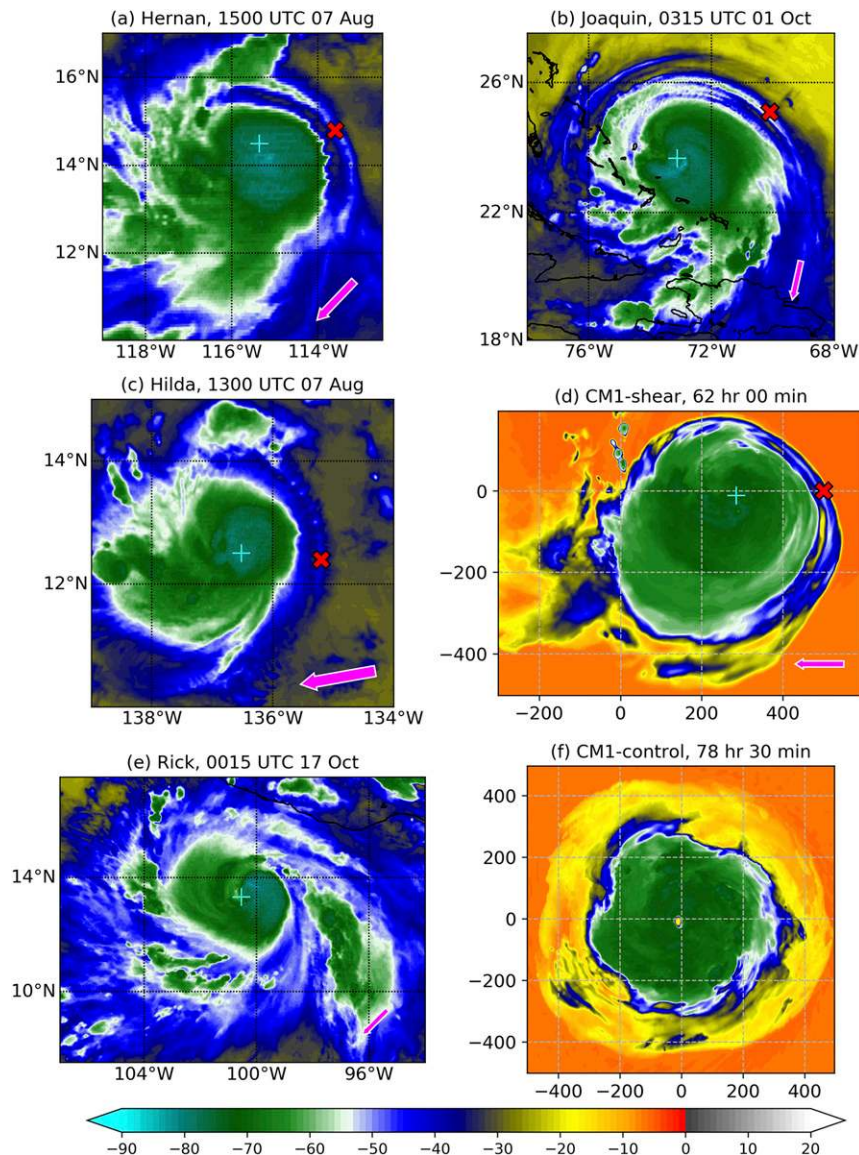 (a) Hernan, 1500 UTC 07 Aug
16°N
14°N
12°N
118°W 116°W 114°W
(b) Joaquin, 0315 UTC 01 Oct
26°N
22°N
18°N
76°W 72°W 68°W
(c) Hilda, 1300 UTC 07 Aug
14°N
12°N
138°W 136°W 134°W
(d) CM1-shear, 62 hr 00 min
0
−200
−400
−200 0 200 400
(e) Rick, 0015 UTC 17 Oct
14°N
10°N
104°W 100°W 96°W
(f) CM1-control, 78 hr 30 min
400
200
0
−200
−400
−400 −200 0 200 400
−90 −80 −70 −60 −50 −40 −30 −20 −10 0 10 20